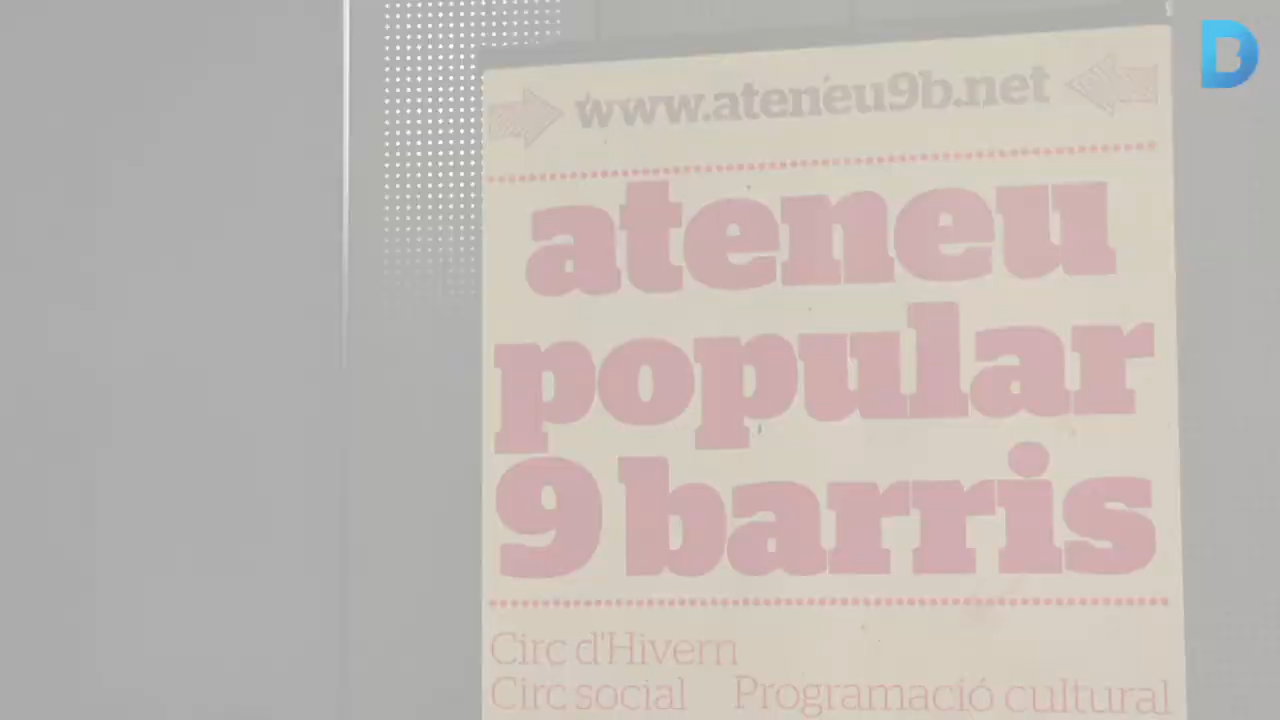 www.ateneu9b.net
ateneu
popular
9 barris
Circ d'Hivern
Circ social Programació cultural
B